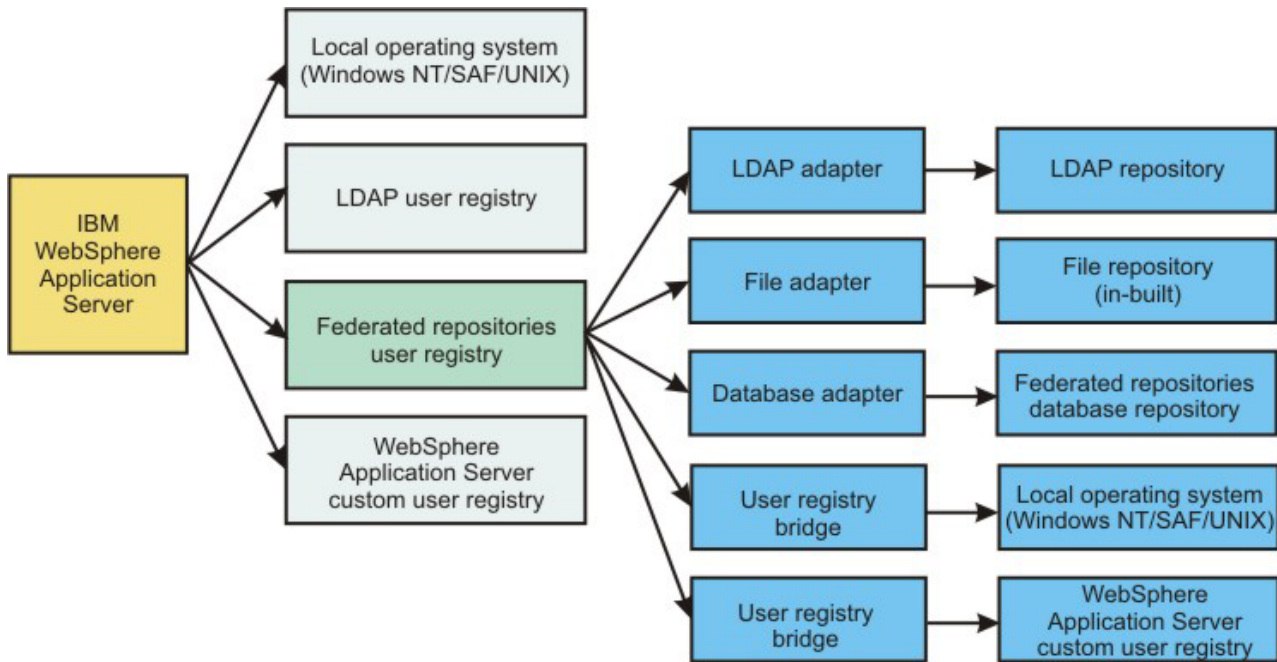 IBM
WebSphere
Application
Server
Local operating system
(Windows NT/SAF/UNIX)
LDAP user registry
Federated repositories
user registry
WebSphere
Application Server
custom user registry
LDAP adapter
LDAP repository
File adapter
File repository
(in-built)
Database adapter
Federated repositories
database repository
User registry
bridge
Local operating system
(Windows NT/SAF/UNIX)
User registry
bridge
WebSphere
Application Server
custom user registry